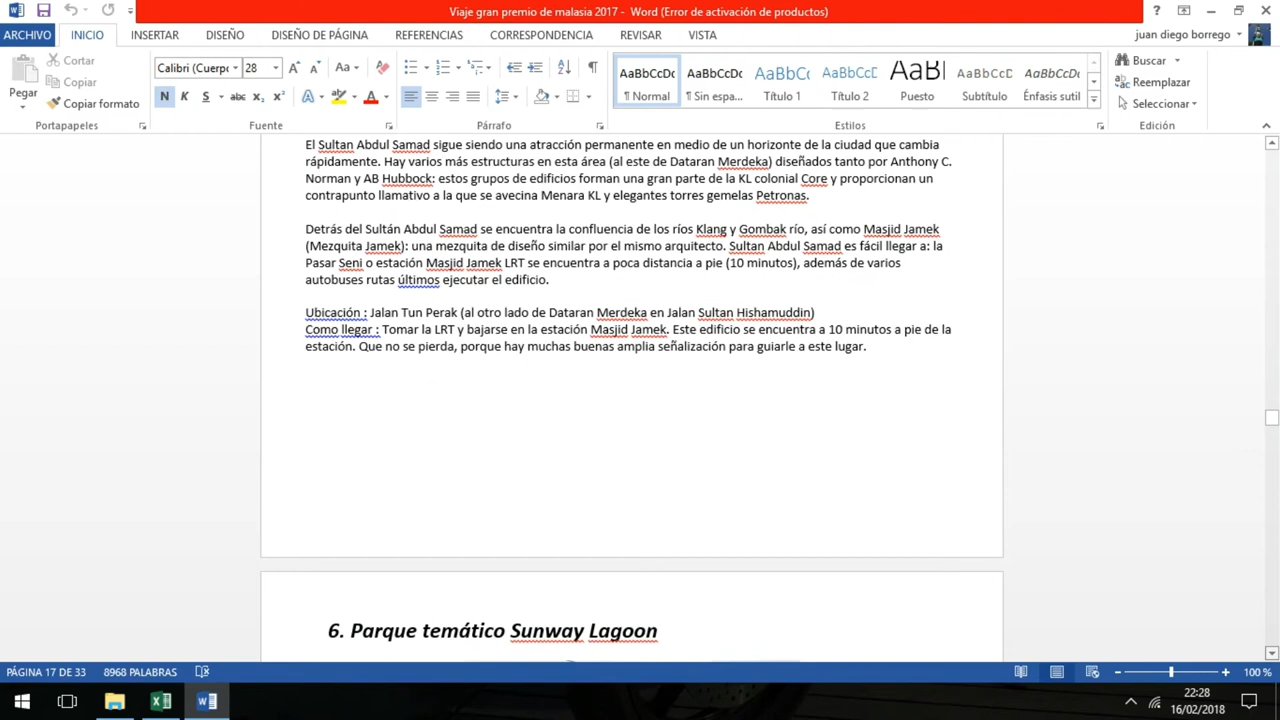 Viaje gran premio de malasia 2017 - Word (Error de activación de productos)
ARCHIVO INICIO INSERTAR DISEÑO DISEÑO DE PÁGINA REFERENCIAS CORRESPONDENCIA REVISAR VISTA juan diego borrego
Pegar
Cortar
Copiar
Copiar formato
Portapapeles
Calibri (Cuerpo 28
Aa
N K S abc x₂ x² A A
Fuente
Párrafo
AaBbCcDc AaBbCcDc AaBbCc AaBbCcD AaBbI AaBbCcD AaBbCcDc
¶ Normal ¶ Sin espa... Título 1 Título 2 Puesto Subtítulo Énfasis sutil
Estilos
Buscar
Reemplazar
Seleccionar
Edición
El Sultan Abdul Samad sigue siendo una atracción permanente en medio de un horizonte de la ciudad que cambia
rápidamente. Hay varios más estructuras en esta área (al este de Dataran Merdeka) diseñados tanto por Anthony C.
Norman y AB Hubbock: estos grupos de edificios forman una gran parte de la KL colonial Core y proporcionan un
contrapunto llamativo a la que se avecina Menara KL y elegantes torres gemelas Petronas.
Detrás del Sultán Abdul Samad se encuentra la confluencia de los ríos Klang y Gombak río, así como Masjid Jamek
(Mezquita Jamek): una mezquita de diseño similar por el mismo arquitecto. Sultan Abdul Samad es fácil llegar a: la
Pasar Seni o estación Masjid Jamek LRT se encuentra a poca distancia a pie (10 minutos), además de varios
autobuses rutas últimos ejecutar el edificio.
Ubicación : Jalan Tun Perak (al otro lado de Dataran Merdeka en Jalan Sultan Hishamuddin)
Como llegar : Tomar la LRT y bajarse en la estación Masjid Jamek. Este edificio se encuentra a 10 minutos a pie de la
estación. Que no se pierda, porque hay muchas buenas amplia señalización para guiarle a este lugar.
6. Parque temático Sunway Lagoon
PÁGINA 17 DE 33 8968 PALABRAS 100 %
22:28
16/02/2018